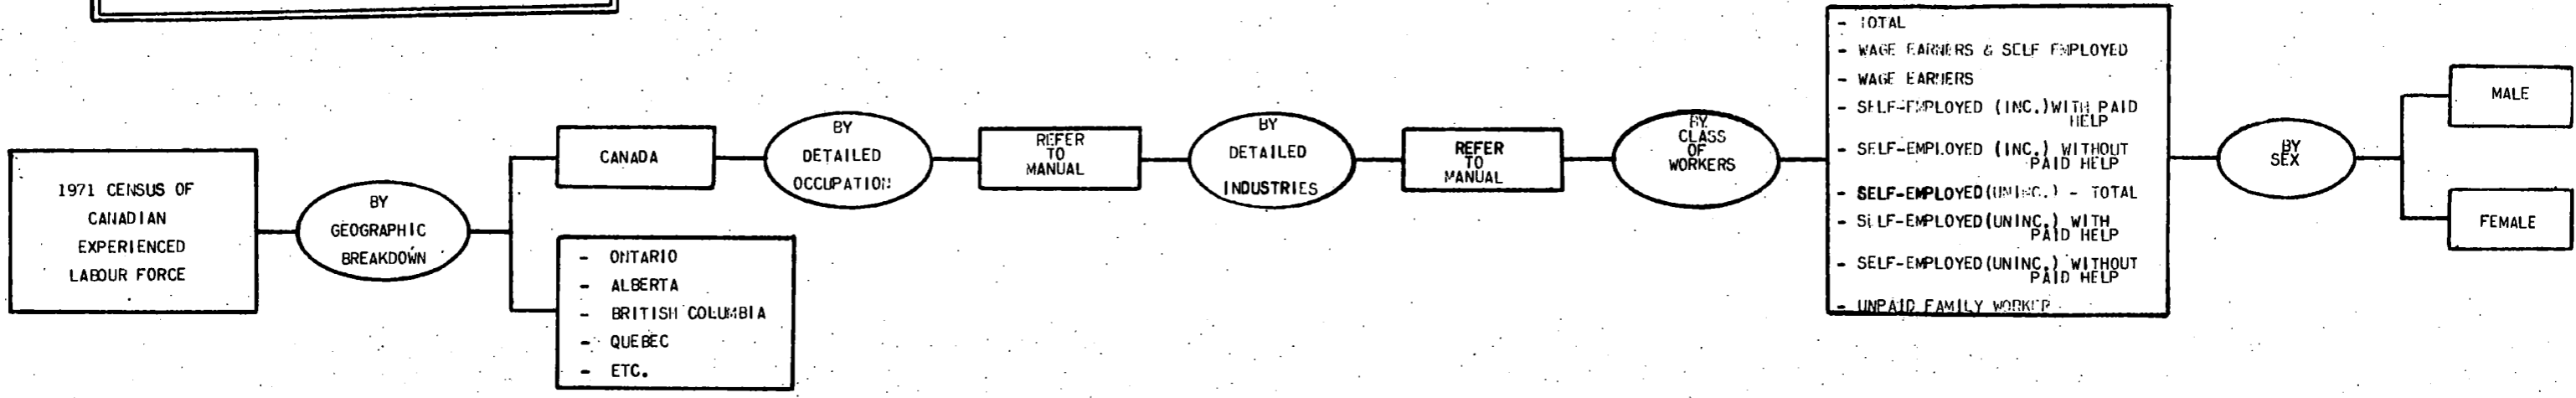 1971 CENSUS OF
CANADIAN
EXPERIENCED
LABOUR FORCE
BY
GEOGRAPHIC
BREAKDOWN
CANADA
- ONTARIO
- ALBERTA
- BRITISH COLUMBIA
- QUEBEC
- ETC.
BY
DETAILED
OCCUPATION
REFER
TO
MANUAL
BY
DETAILED
INDUSTRIES
REFER
TO
MANUAL
BY
CLASS
OF
WORKERS
- TOTAL
- WAGE EARNERS & SELF EMPLOYED
- WAGE EARNERS
- SELF-EMPLOYED (INC.) WITH PAID
HELP
- SELF-EMPLOYED (INC.) WITHOUT
PAID HELP
- SELF-EMPLOYED (UNINC.) - TOTAL
- SELF-EMPLOYED (UNINC.) WITH
PAID HELP
- SELF-EMPLOYED (UNINC.) WITHOUT
PAID HELP
- UNPAID FAMILY WORKER
BY
SEX
MALE
FEMALE